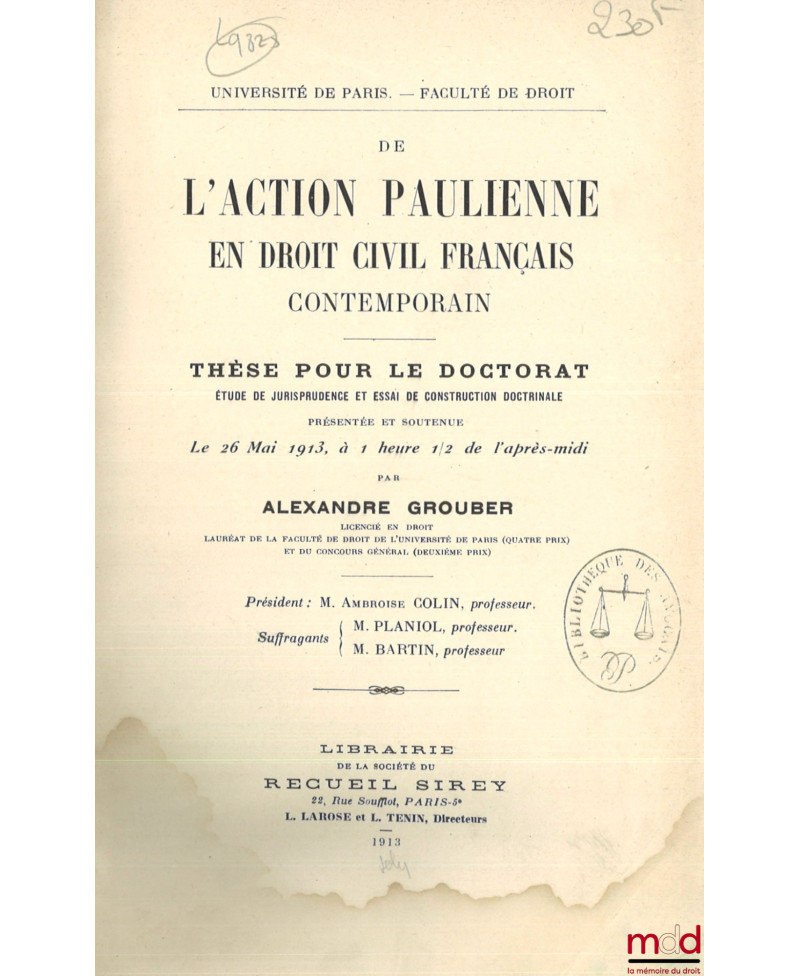 230F
UNIVERSITÉ DE PARIS. — FACULTÉ DE DROIT
DE
L'ACTION PAULIENNE
EN DROIT CIVIL FRANÇAIS
CONTEMPORAIN
THÈSE POUR LE DOCTORAT
ÉTUDE DE JURISPRUDENCE ET ESSAI DE CONSTRUCTION DOCTRINALE
PRÉSENTÉE ET SOUTENUE
Le 26 Mai 1913, à 1 heure 1/2 de l'après-midi
PAR
ALEXANDRE GROUBER
LICENCIÉ EN DROIT
LAURÉAT DE LA FACULTÉ DE DROIT DE L'UNIVERSITÉ DE PARIS (QUATRE PRIX)
ET DU CONCOURS GÉNÉRAL (DEUXIÈME PRIX)
Président : M. AMBROISE COLIN, professeur.
Suffragants { M. PLANIOL, professeur.
M. BARTIN, professeur
BIBLIOTHÈQUE DES AVOCATS.
LIBRAIRIE
DE LA SOCIÉTÉ DU
RECUEIL SIREY
22, Rue Soufflot, PARIS-5e
L. LAROSE et L. TENIN, Directeurs
1913
mdd
la mémoire du droit